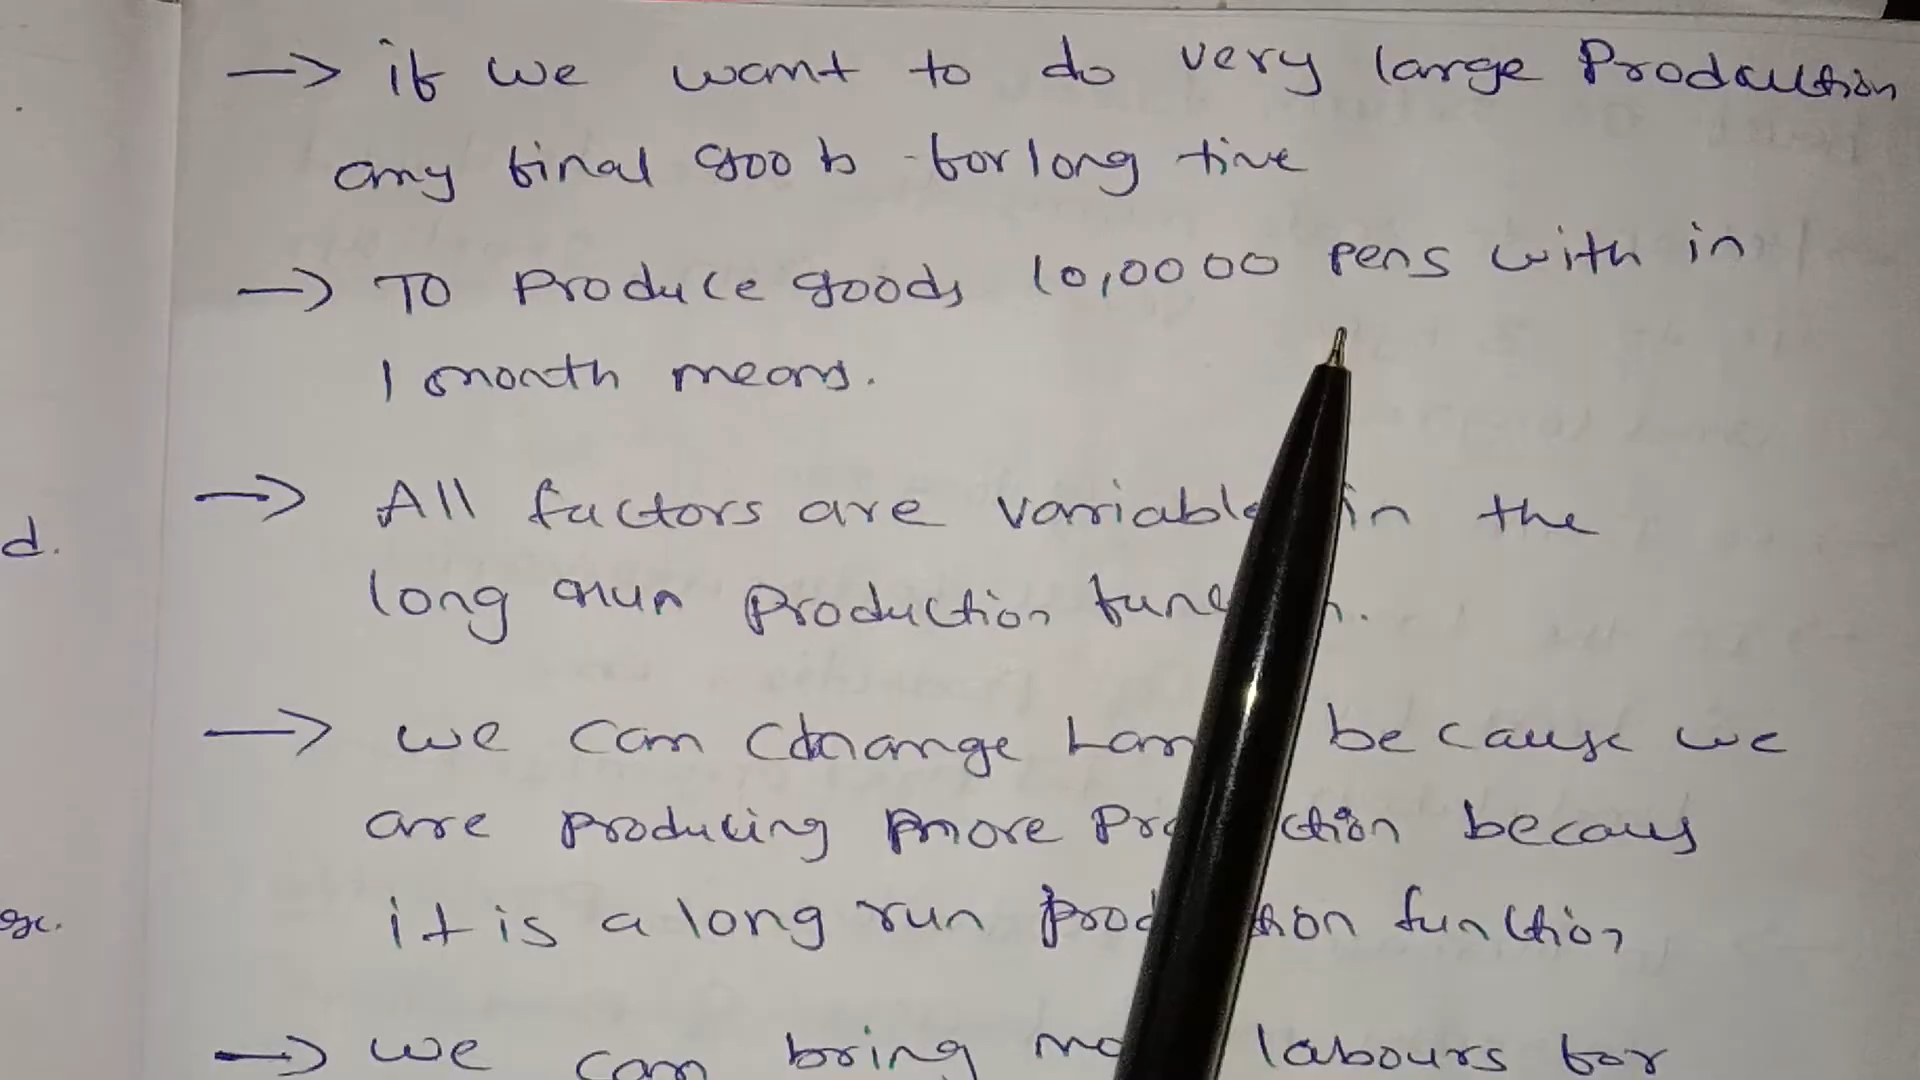 → if we want to do very large Production
any final goods for long time
→ To Produce goods 10,0000 pens with in
1 month means.
→ All factors are variable in the
long run Production
→ we can change because we
are producing more becaus
it is a long run function
→ we can bring labours for
d.